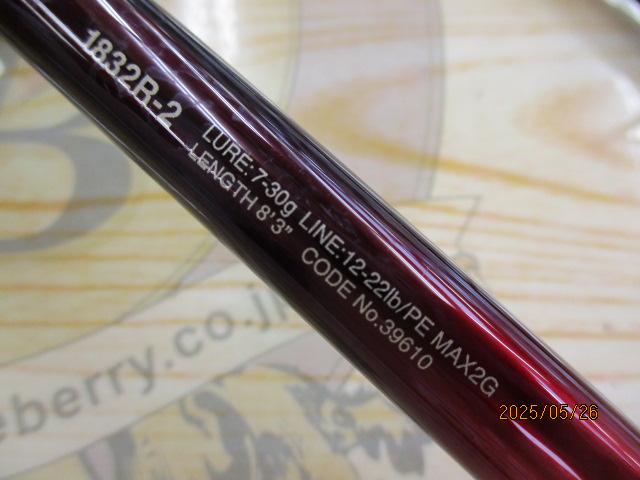 1832R-2
LURE:7-30g LINE:12-22lb/PE MAX2G
LENGTH 8'3" CODE No.39610
eberry.co.j
2025/05/26